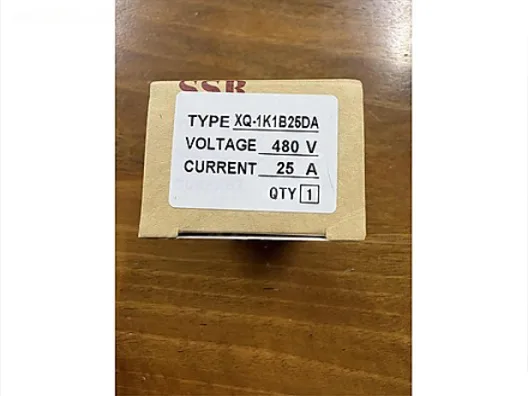 SSR
TYPE XQ-1K1B25DA
VOLTAGE 480 V
CURRENT 25 A
QTY 1